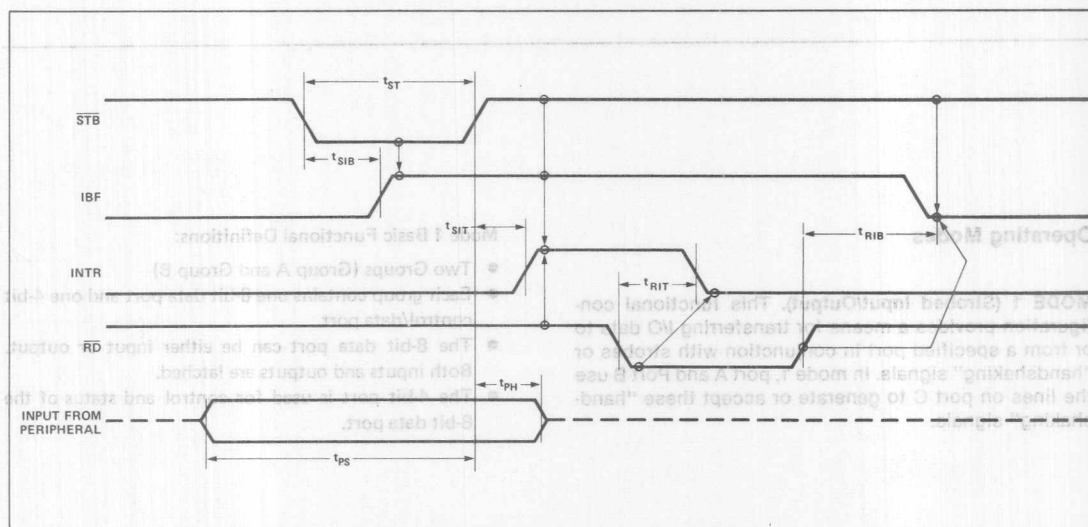 tST
STB
tSIB
IBF
tSIT
tRIB
INTR
tRIT
RD
tPH
INPUT FROM
PERIPHERAL
tPS
Operating Modes
MODE 1 (Strobed Input/Output). This functional con-
figuration provides a means for transferring I/O data to
or from a specified port in conjunction with strobes or
"handshaking" signals. In mode 1, port A and Port B use
the lines on port C to generate or accept these "hand-
shaking" signals.
Mode 1 Basic Functional Definitions:
• Two Groups (Group A and Group B)
• Each group contains one 8-bit data port and one 4-bit
control/data port.
• The 8-bit data port can be either input or output.
Both inputs and outputs are latched.
• The 4-bit port is used for control and status of the
8-bit data port.